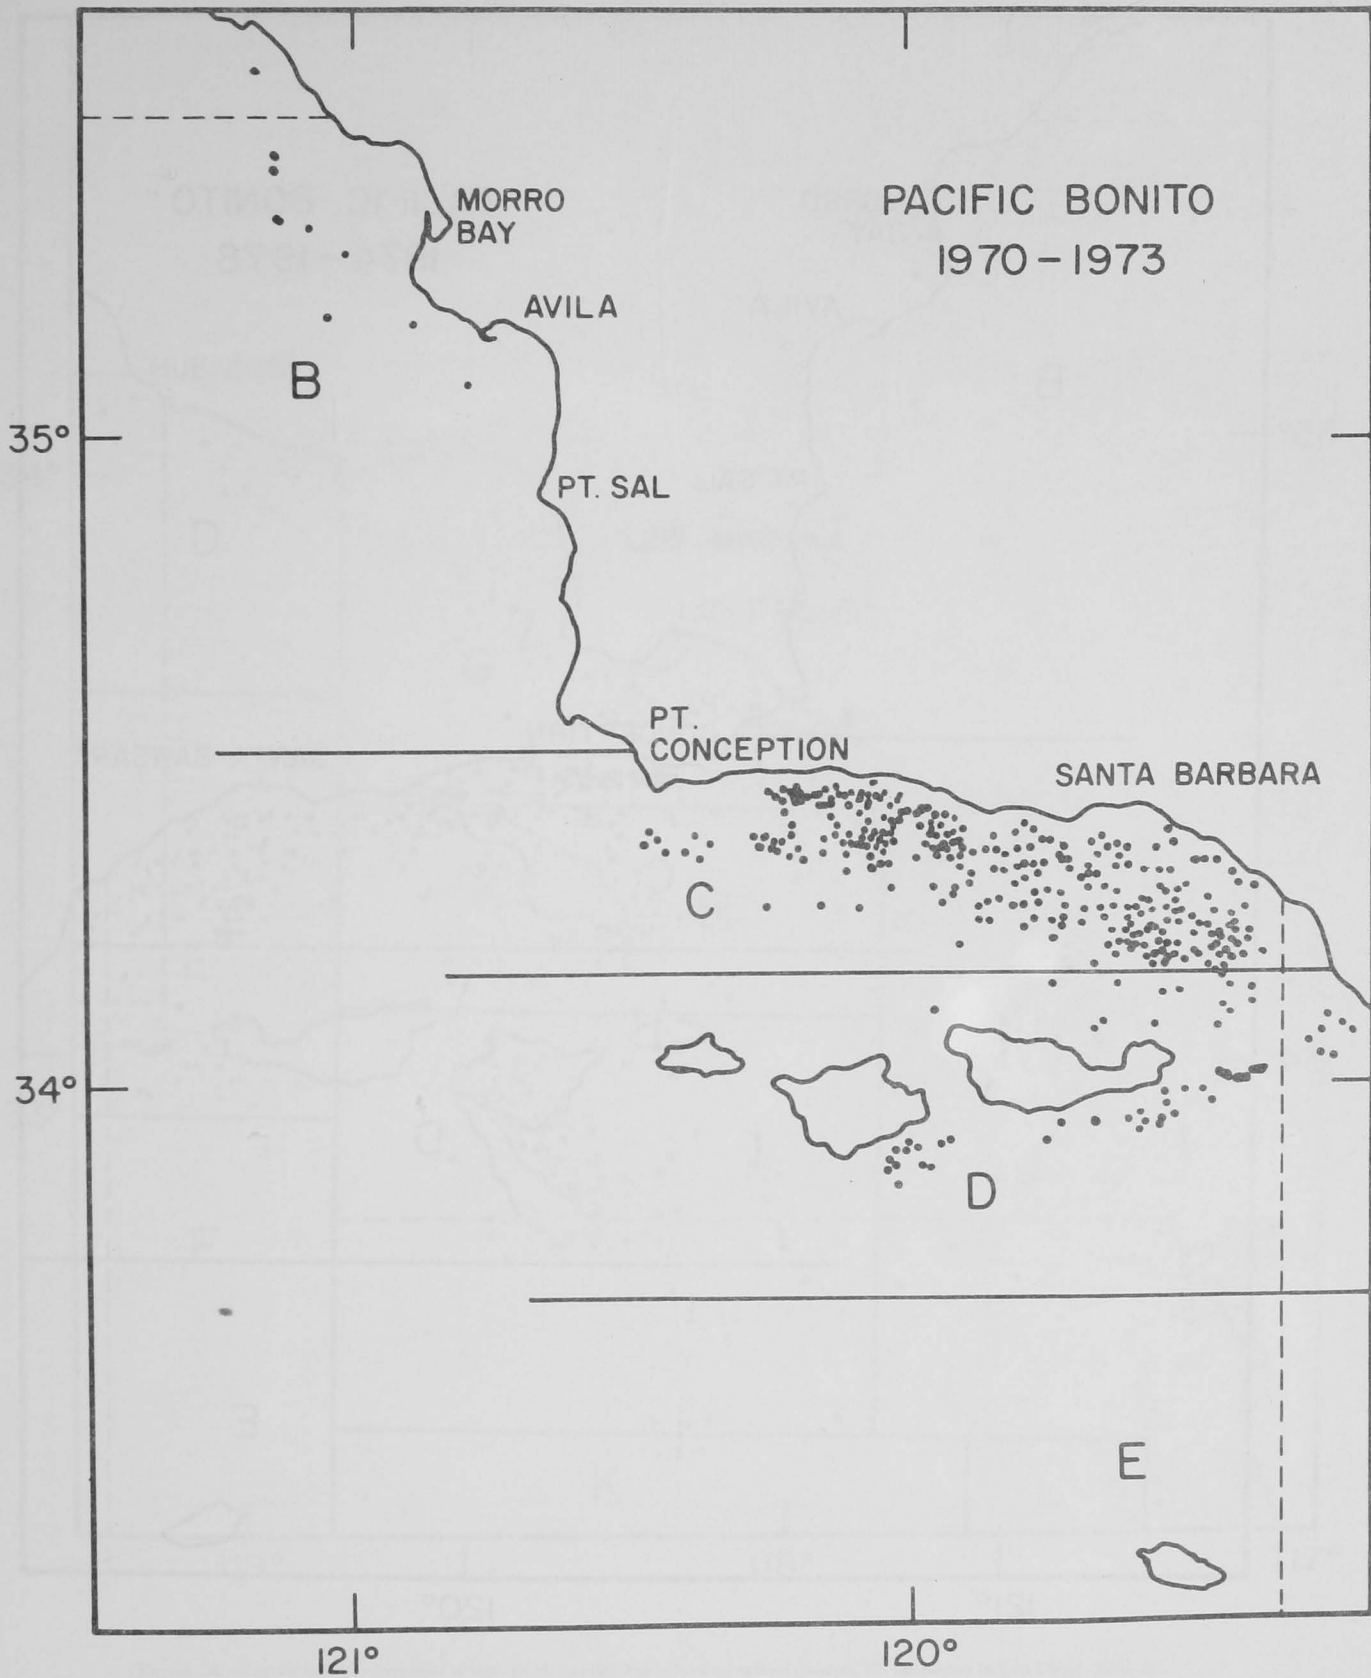 PACIFIC BONITO
1970-1973
MORRO
BAY
AVILA
B
35°
PT. SAL
PT.
CONCEPTION
SANTA BARBARA
C
34°
D
E
121°
120°